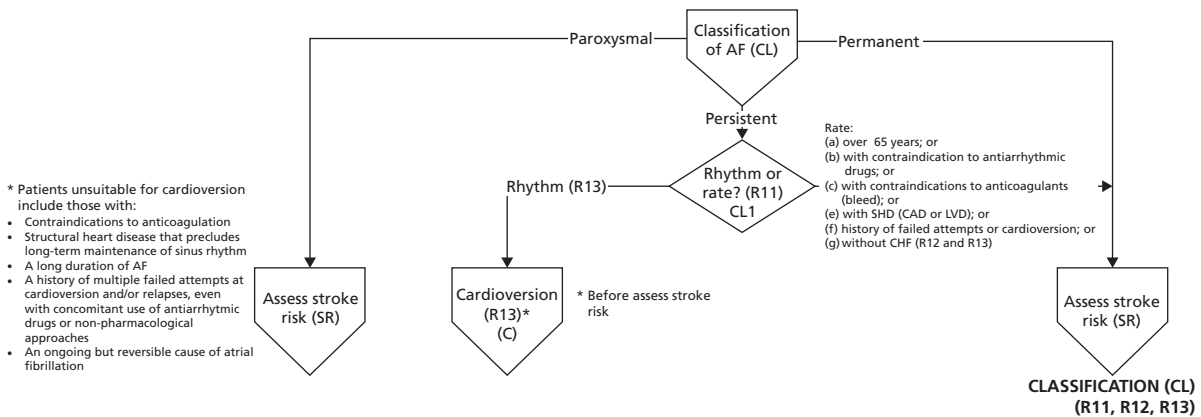 Classification
of AF (CL)
Paroxysmal
Permanent
Persistent
Rhythm or
rate? (R11)
CL1
Rhythm (R13)
Rate:
(a) over 65 years; or
(b) with contraindication to antiarrhythmic
drugs; or
(c) with contraindications to anticoagulants
(bleed); or
(e) with SHD (CAD or LVD); or
(f) history of failed attempts or cardioversion; or
(g) without CHF (R12 and R13)
* Patients unsuitable for cardioversion
include those with:
• Contraindications to anticoagulation
• Structural heart disease that precludes
long-term maintenance of sinus rhythm
• A long duration of AF
• A history of multiple failed attempts at
cardioversion and/or relapses, even
with concomitant use of antiarrhytmic
drugs or non-pharmacological
approaches
• An ongoing but reversible cause of atrial
fibrillation
Assess stroke
risk (SR)
Cardioversion
(R13)*
(C)
* Before assess stroke
risk
Assess stroke
risk (SR)
CLASSIFICATION (CL)
(R11, R12, R13)